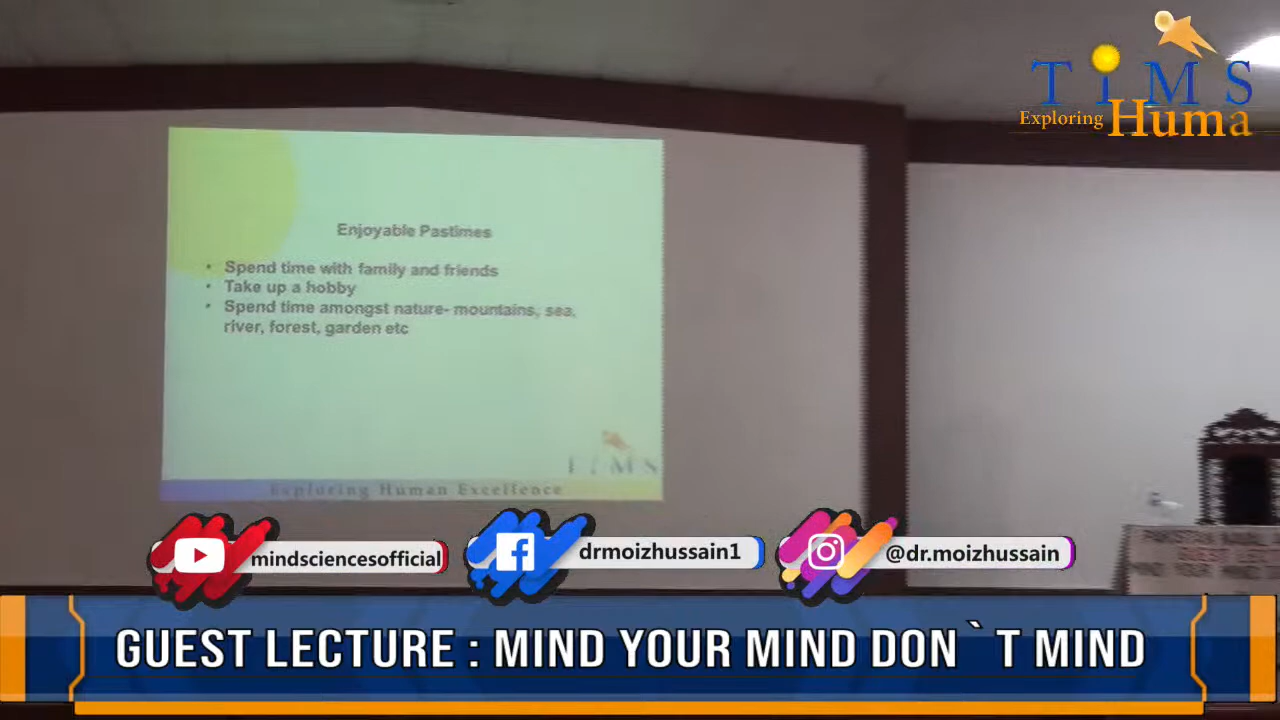 TiMS
Exploring Huma
Enjoyable Pastimes
• Spend time with family and friends
• Take up a hobby
• Spend time amongst nature- mountains, sea,
river, forest, garden etc
TiMS
Exploring Human Excellence
mindsciencesofficial
drmoizhussain1
@dr.moizhussain
GUEST LECTURE : MIND YOUR MIND DON`T MIND